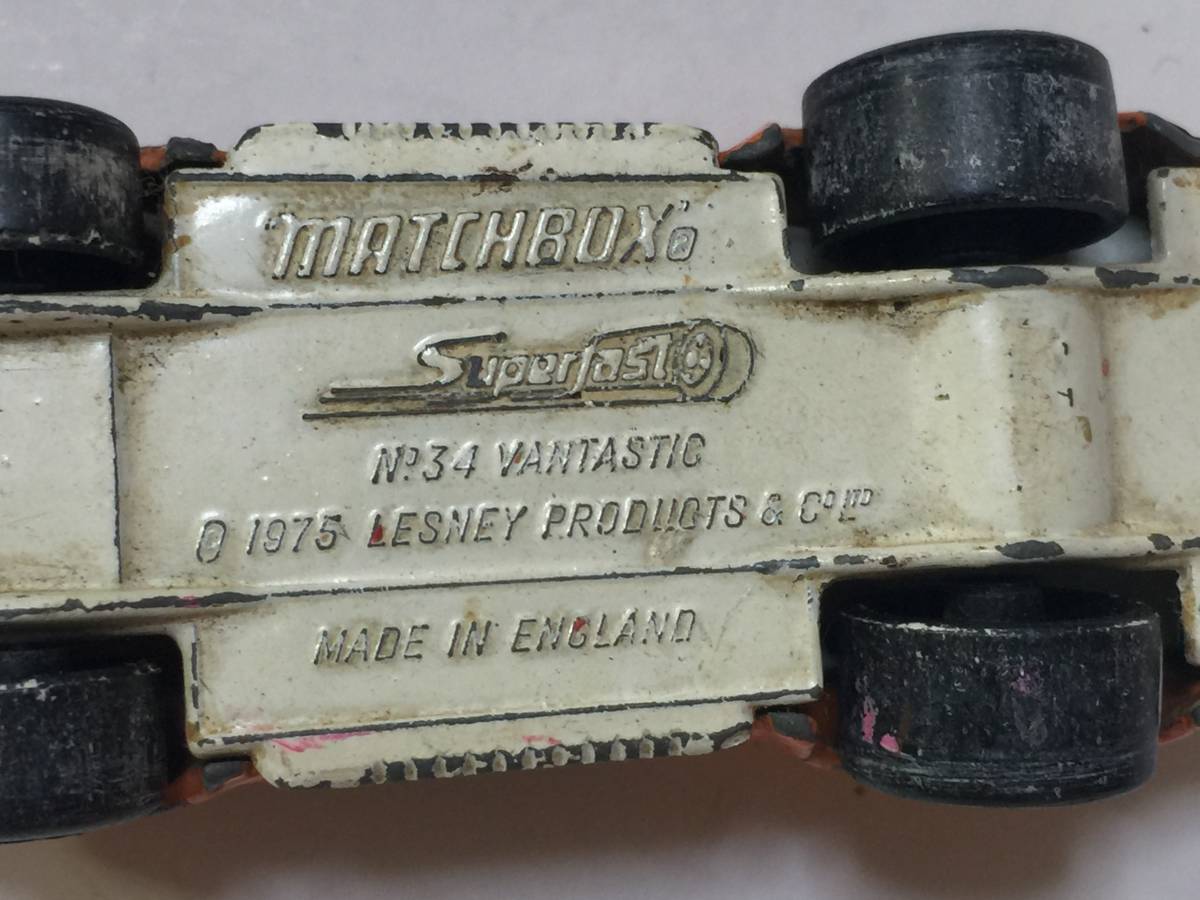 "MATCHBOX" ®
Superfast
Nº 34 VANTASTIC
© 1975 LESNEY PRODUCTS & Cº LTD
MADE IN ENGLAND